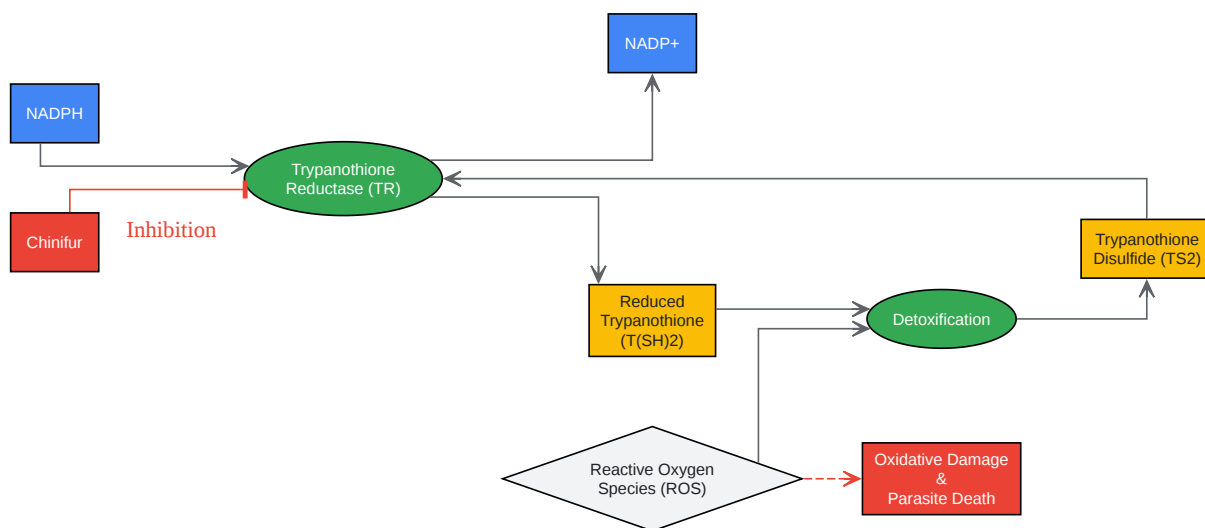 NADP+
NADPH
Trypanothione
Reductase (TR)
Chinifur
Inhibition
Trypanothione
Disulfide (TS2)
Reduced
Trypanothione
(T(SH)2)
Detoxification
Reactive Oxygen
Species (ROS)
Oxidative Damage
&
Parasite Death